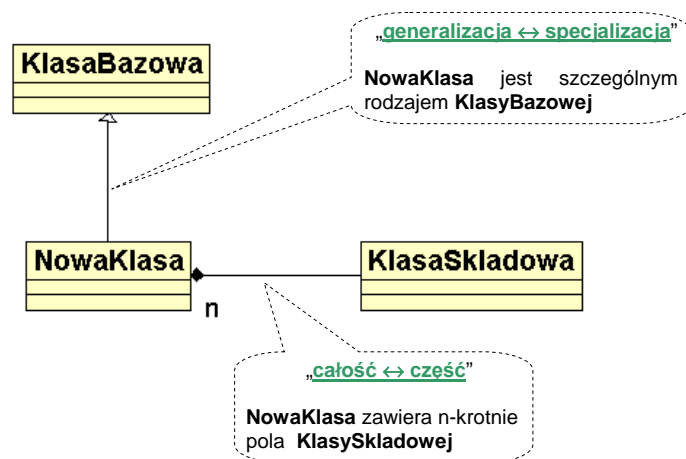 „generalizacja ↔ specjalizacja”
KlasaBazowa
NowaKlasa jest szczególnym
rodzajem KlasyBazowej
NowaKlasa
KlasaSkladowa
n
„całość ↔ część”
NowaKlasa zawiera n-krotnie
pola KlasySkladowej